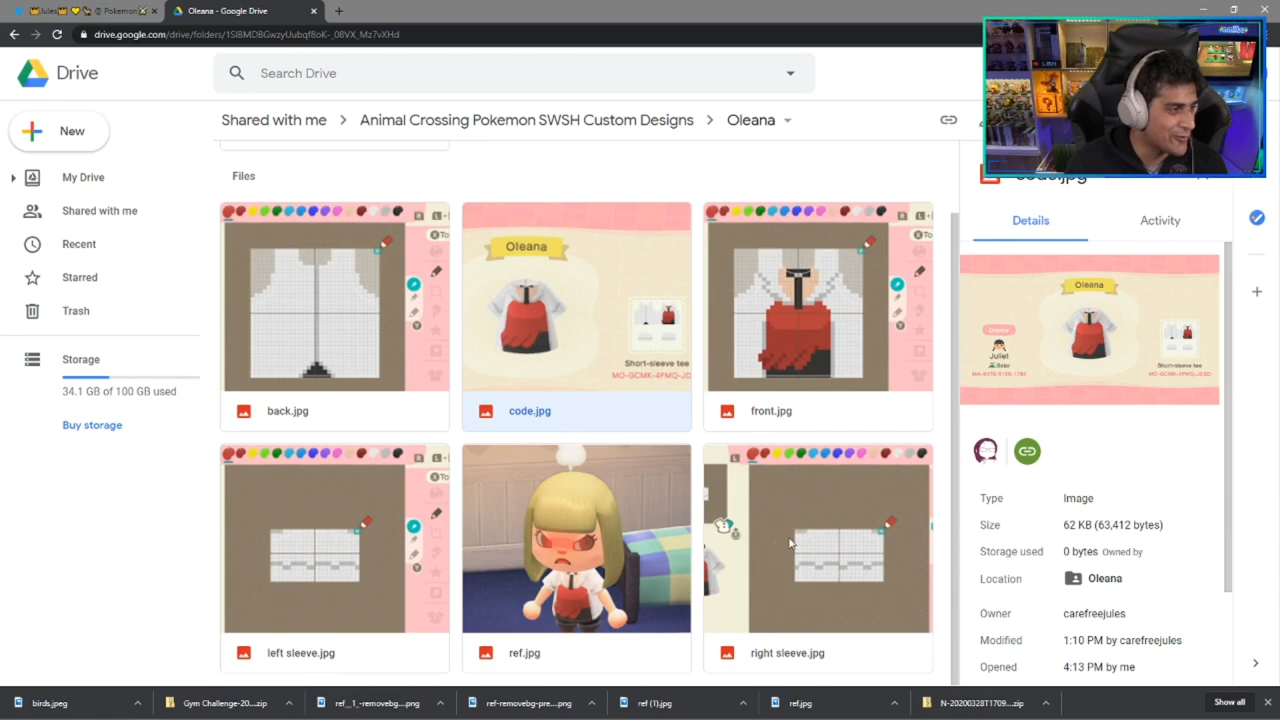 Oleana - Google Drive
drive.google.com/drive/folders/
Drive
Search Drive
New
Shared with me > Animal Crossing Pokemon SWSH Custom Designs > Oleana
My Drive
Shared with me
Recent
Starred
Trash
Storage
34.1 GB of 100 GB used
Buy storage
Files
Oleana
Short-sleeve tee
back.jpg
code.jpg
front.jpg
left sleeve.jpg
ref.jpg
right sleeve.jpg
code.jpg
Details
Activity
Oleana
Creator
Juliet
Short-sleeve tee
Type Image
Size 62 KB (63,412 bytes)
Storage used 0 bytes Owned by
Location Oleana
Owner carefreejules
Modified 1:10 PM by carefreejules
Opened 4:13 PM by me
birds.jpeg
Gym Challenge-20....zip
ref__1_-removebg-....png
ref-removebg-pre....png
ref (1).jpg
ref.jpg
N-20200328T1709....zip
Show all